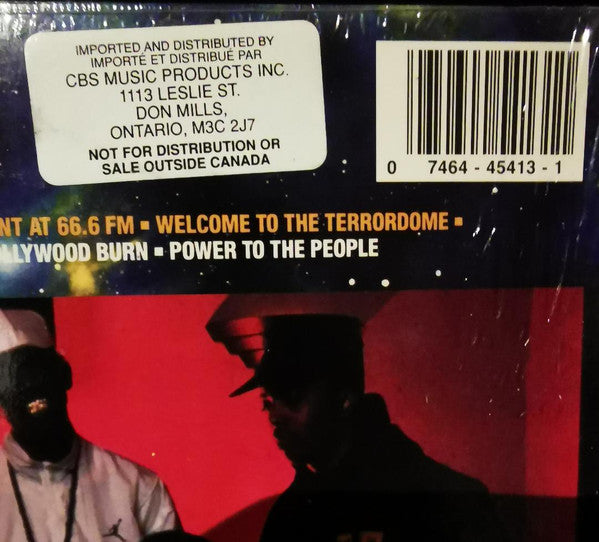 IMPORTED AND DISTRIBUTED BY
IMPORTÉ ET DISTRIBUÉ PAR
CBS MUSIC PRODUCTS INC.
1113 LESLIE ST.
DON MILLS,
ONTARIO, M3C 2J7
NOT FOR DISTRIBUTION OR
SALE OUTSIDE CANADA
0 7464-45413-1
NT AT 66.6 FM ▪ WELCOME TO THE TERRORDOME ▪
LLYWOOD BURN ▪ POWER TO THE PEOPLE